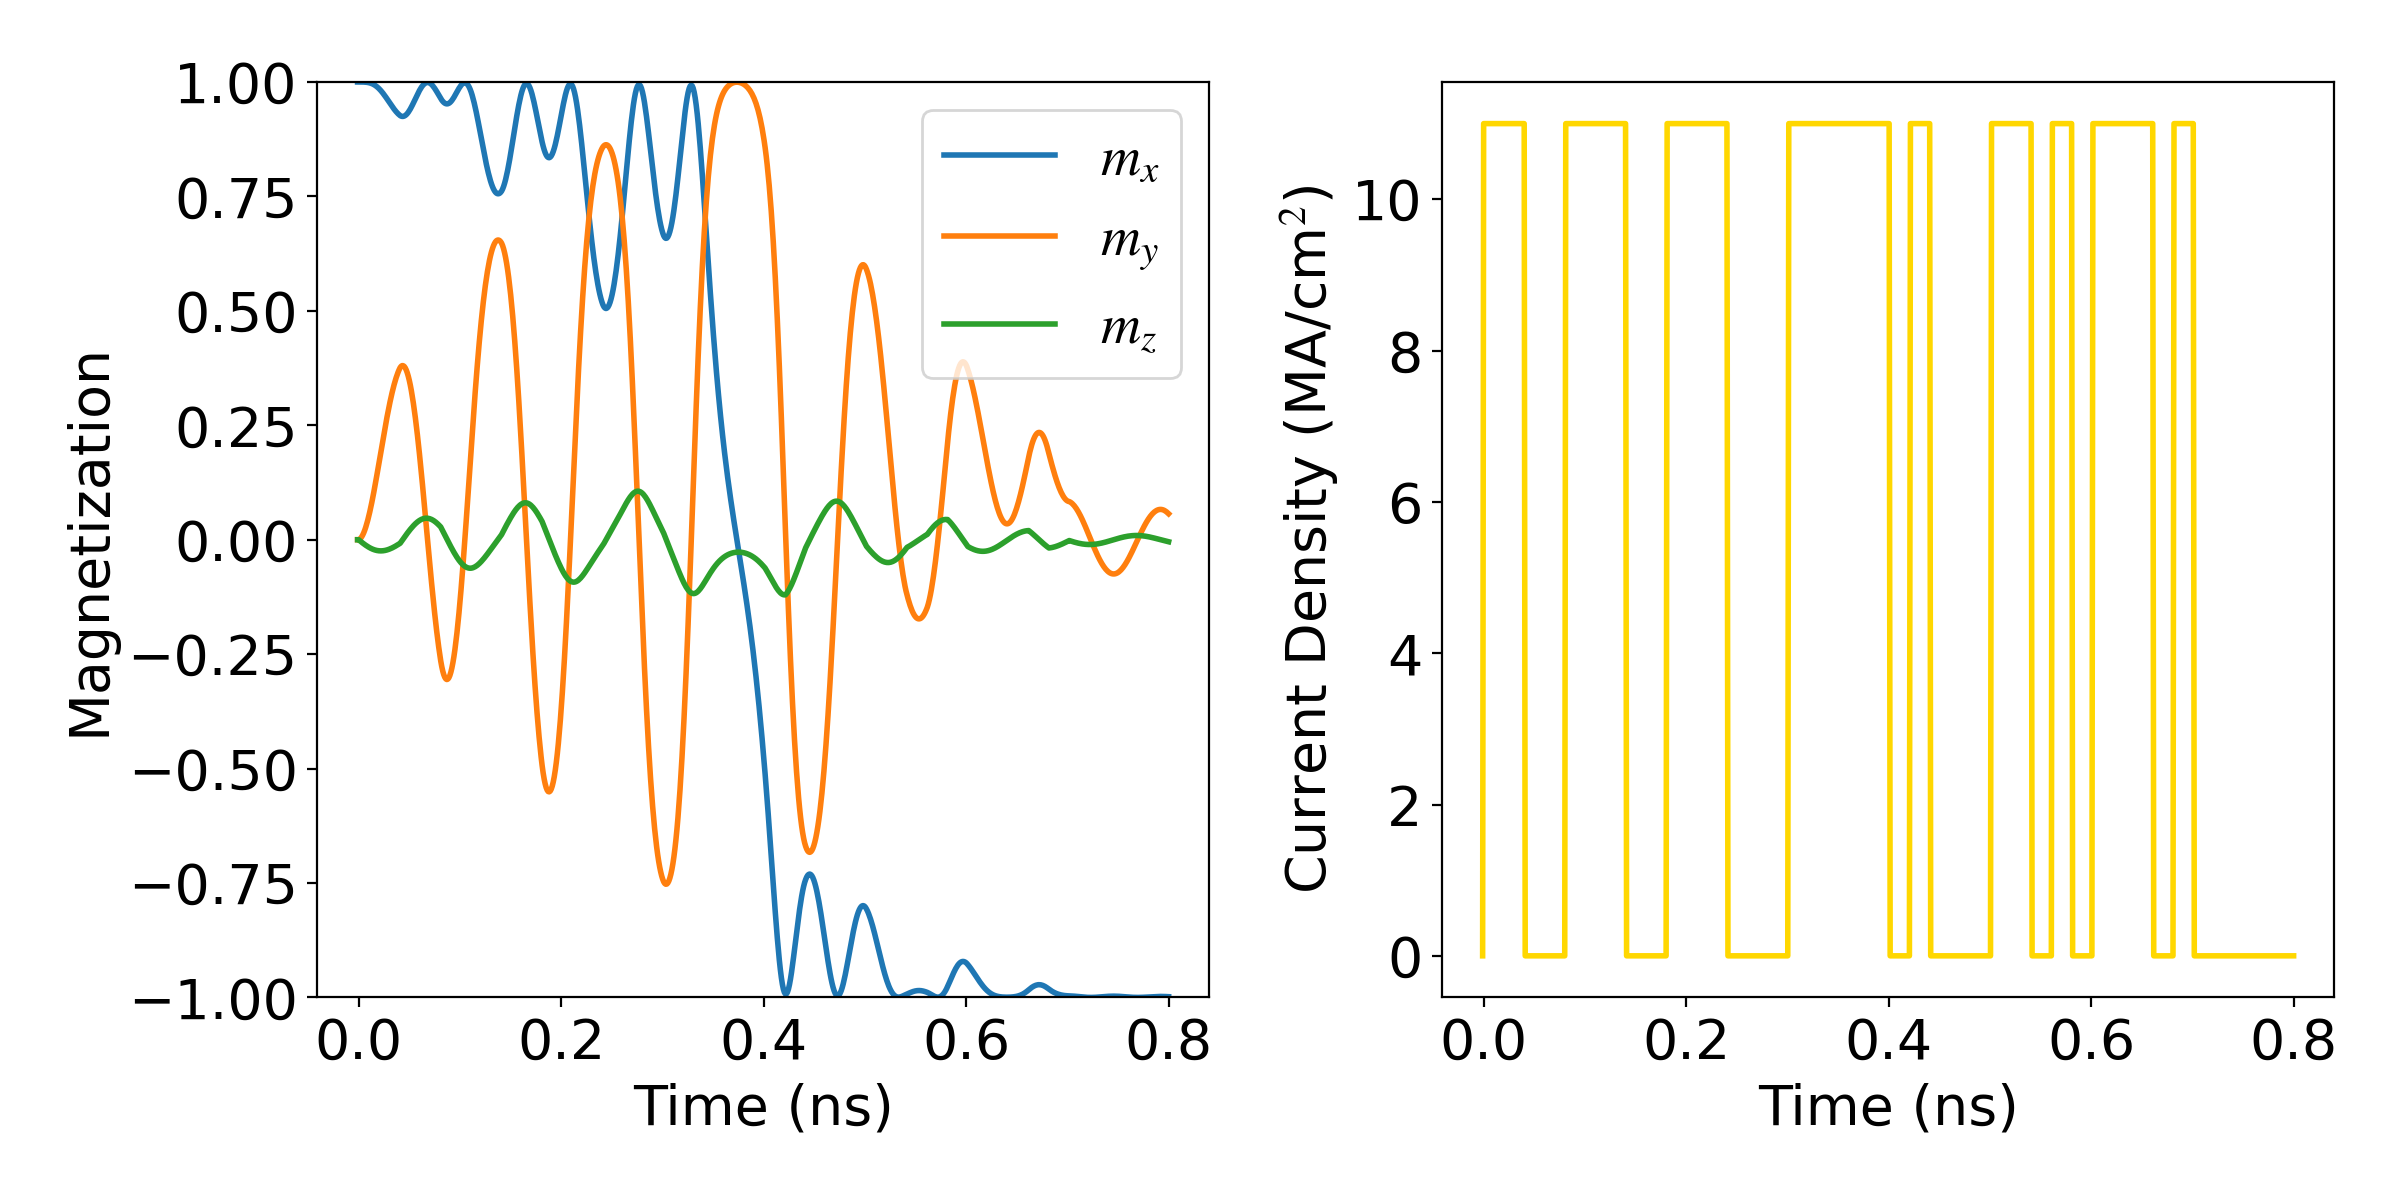 1.00
0.75
0.50
0.25
0.00
−0.25
−0.50
−0.75
−1.00
Magnetization
0.0 0.2 0.4 0.6 0.8
Time (ns)
m_x
m_y
m_z
10
8
6
4
2
0
Current Density (MA/cm²)
0.0 0.2 0.4 0.6 0.8
Time (ns)